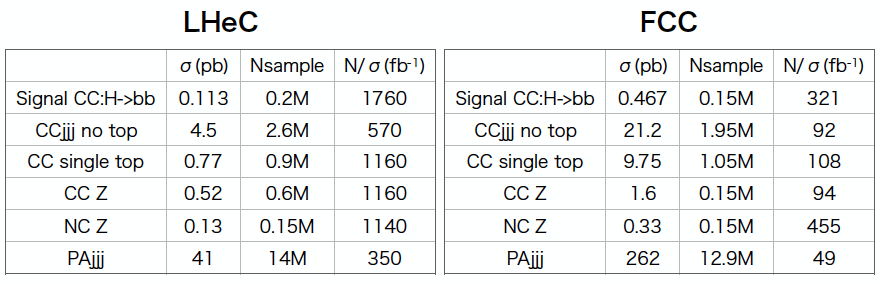 LHeC
σ (pb) Nsample N/ σ (fb-1)
Signal CC:H->bb 0.113 0.2M 1760
CCjjj no top 4.5 2.6M 570
CC single top 0.77 0.9M 1160
CC Z 0.52 0.6M 1160
NC Z 0.13 0.15M 1140
PAjjj 41 14M 350
FCC
σ (pb) Nsample N/ σ (fb-1)
Signal CC:H->bb 0.467 0.15M 321
CCjjj no top 21.2 1.95M 92
CC single top 9.75 1.05M 108
CC Z 1.6 0.15M 94
NC Z 0.33 0.15M 455
PAjjj 262 12.9M 49